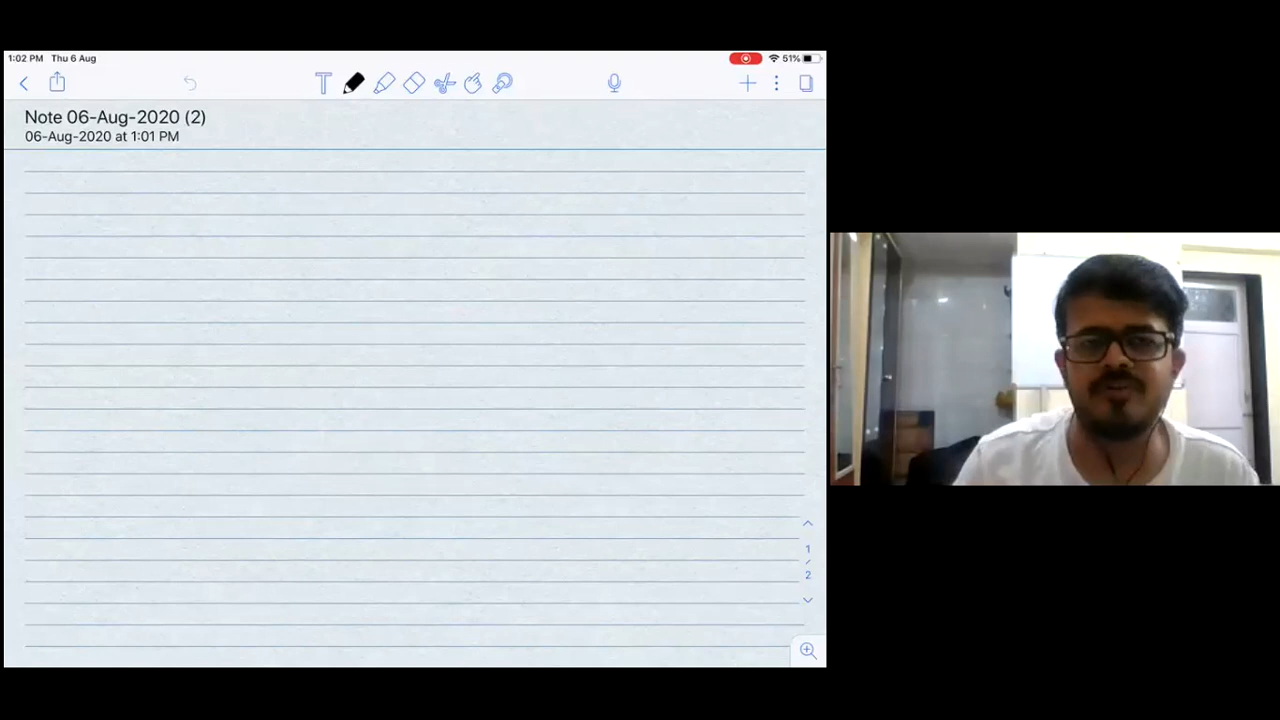 1:02 PM Thu 6 Aug
51%
T
Note 06-Aug-2020 (2)
06-Aug-2020 at 1:01 PM
1
/
2